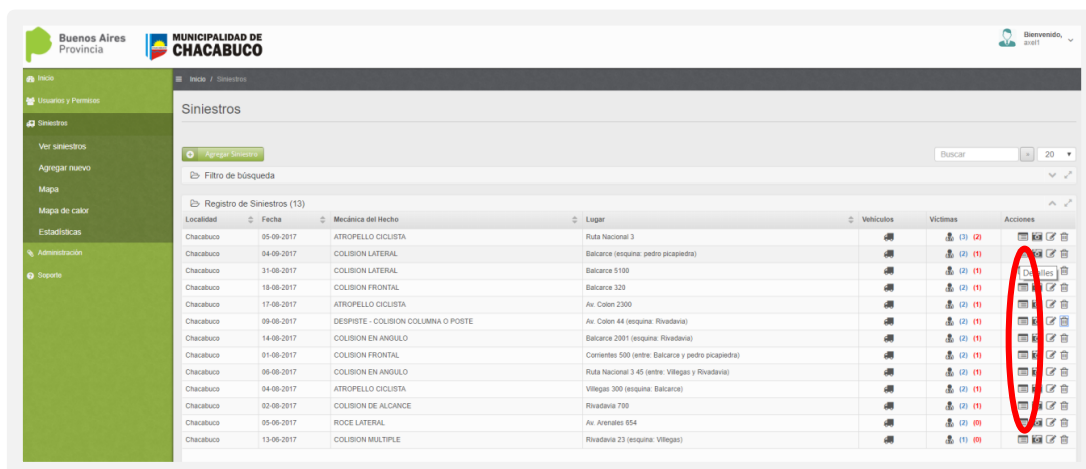 Buenos Aires
Provincia
MUNICIPALIDAD DE
CHACABUCO
Bienvenido,
axel1
Inicio
Usuarios y Permisos
Siniestros
Ver siniestros
Agregar nuevo
Mapa
Mapa de calor
Estadísticas
Administración
Soporte
Inicio / Siniestros
Siniestros
Agregar Siniestro
Buscar
20
Filtro de búsqueda
Registro de Siniestros (13)
Localidad Fecha Mecánica del Hecho Lugar Vehículos Víctimas Acciones
Chacabuco 05-09-2017 ATROPELLO CICLISTA Ruta Nacional 3 (3) (2)
Chacabuco 04-09-2017 COLISION LATERAL Balcarce (esquina: pedro picapiedra) (2) (1)
Chacabuco 31-08-2017 COLISION LATERAL Balcarce 5100 (2) (1)
Detalles
Chacabuco 18-08-2017 COLISION FRONTAL Balcarce 320 (2) (1)
Chacabuco 17-08-2017 ATROPELLO CICLISTA Av. Colon 2300 (2) (1)
Chacabuco 09-08-2017 DESPISTE - COLISION COLUMNA O POSTE Av. Colon 44 (esquina: Rivadavia) (2) (1)
Chacabuco 14-08-2017 COLISION EN ANGULO Balcarce 2001 (esquina: Rivadavia) (2) (1)
Chacabuco 01-08-2017 COLISION FRONTAL Corrientes 500 (entre: Balcarce y pedro picapiedra) (2) (1)
Chacabuco 06-08-2017 COLISION EN ANGULO Ruta Nacional 3 45 (entre: Villegas y Rivadavia) (2) (1)
Chacabuco 04-08-2017 ATROPELLO CICLISTA Villegas 300 (esquina: Balcarce) (2) (1)
Chacabuco 02-08-2017 COLISION DE ALCANCE Rivadavia 700 (2) (1)
Chacabuco 05-06-2017 ROCE LATERAL Av. Arenales 654 (2) (0)
Chacabuco 13-06-2017 COLISION MULTIPLE Rivadavia 23 (esquina: Villegas) (1) (0)